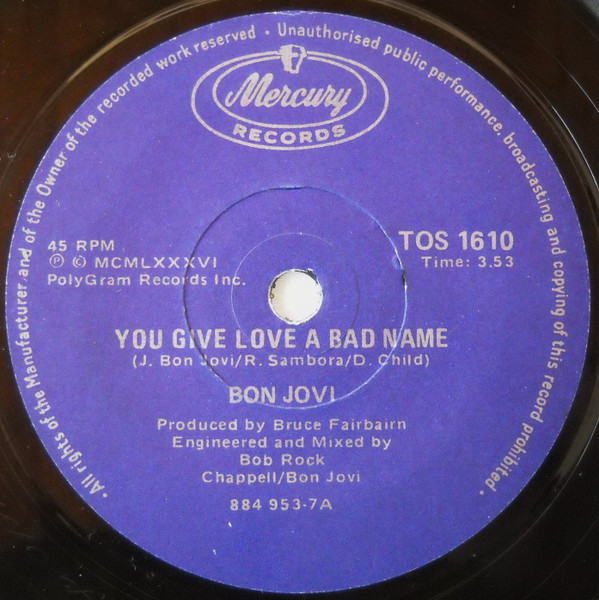 · All rights of the Manufacturer and of the Owner of the recorded work reserved · Unauthorised public performance, broadcasting and copying of this record prohibited ·
Mercury
RECORDS
45 RPM
Ⓟ © MCMLXXXVI
PolyGram Records Inc.
TOS 1610
Time: 3.53
YOU GIVE LOVE A BAD NAME
(J. Bon Jovi/R. Sambora/D. Child)
BON JOVI
Produced by Bruce Fairbairn
Engineered and Mixed by
Bob Rock
Chappell/Bon Jovi
884 953-7A